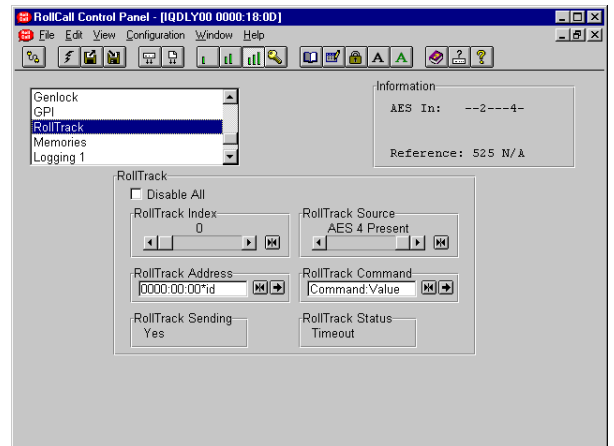 RollCall Control Panel - [IQDLY00 0000:18:0D]
File Edit View Configuration Window Help
Genlock
GPI
RollTrack
Memories
Logging 1
Information
AES In: --2---4-
Reference: 525 N/A
RollTrack
Disable All
RollTrack Index
0
RollTrack Source
AES 4 Present
RollTrack Address
0000:00:00*id
RollTrack Command
Command:Value
RollTrack Sending
Yes
RollTrack Status
Timeout